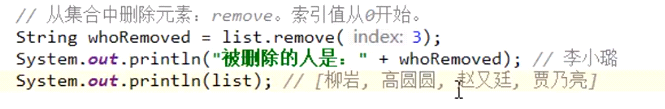 // 从集合中删除元素：remove。索引值从0开始。
String whoRemoved = list.remove( index: 3);
System.out.println("被删除的人是：" + whoRemoved); // 李小璐
System.out.println(list); // [柳岩, 高圆圆, 赵又廷, 贾乃亮]